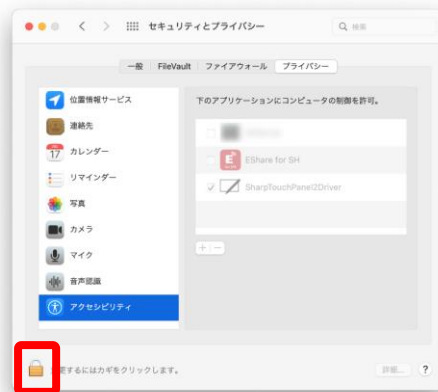 セキュリティとプライバシー
検索
一般 FileVault ファイアウォール プライバシー
位置情報サービス
連絡先
カレンダー
17
リマインダー
写真
カメラ
マイク
音声認識
アクセシビリティ
下のアプリケーションにコンピュータの制御を許可。
EShare for SH
SharpTouchPanel2Driver
+ −
更するにはカギをクリックします。
詳細... ?